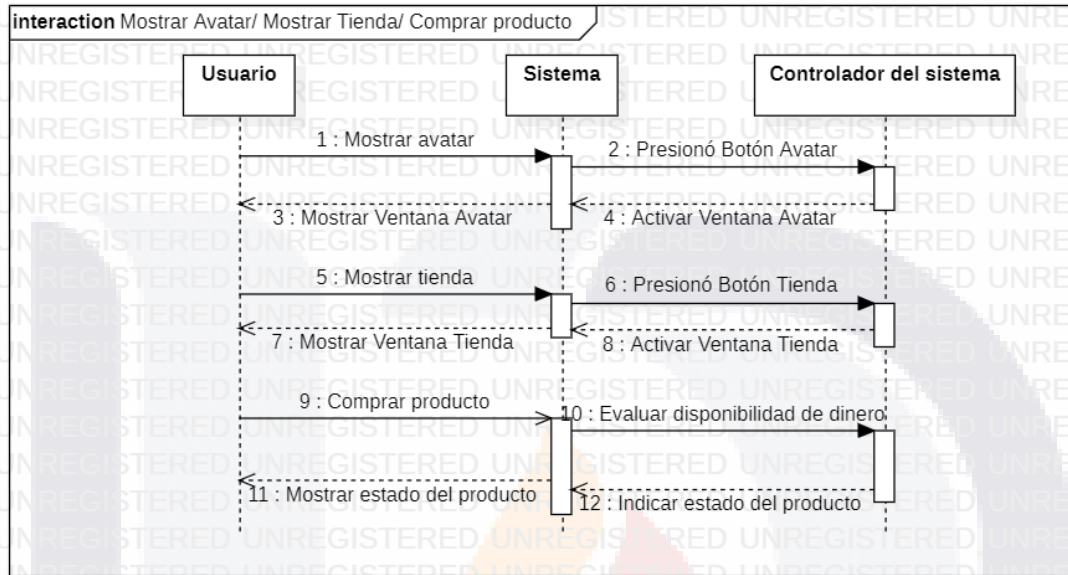 interaction Mostrar Avatar/ Mostrar Tienda/ Comprar producto
Usuario
Sistema
Controlador del sistema
1 : Mostrar avatar
2 : Presionó Botón Avatar
3 : Mostrar Ventana Avatar
4 : Activar Ventana Avatar
5 : Mostrar tienda
6 : Presionó Botón Tienda
7 : Mostrar Ventana Tienda
8 : Activar Ventana Tienda
9 : Comprar producto
10 : Evaluar disponibilidad de dinero
11 : Mostrar estado del producto
12 : Indicar estado del producto